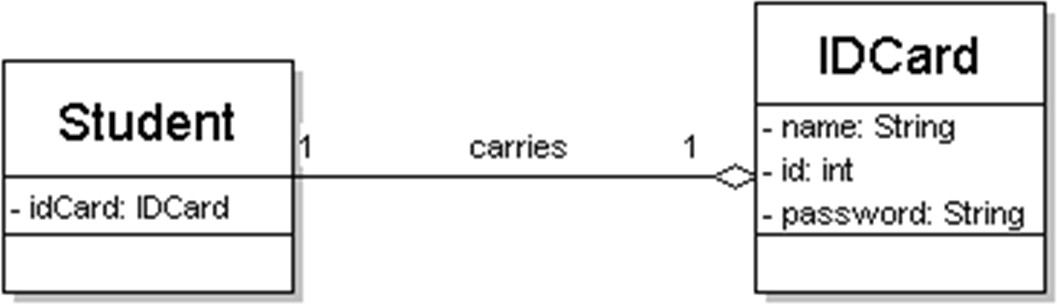 Student
- idCard: IDCard
1 carries 1
IDCard
- name: String
- id: int
- password: String